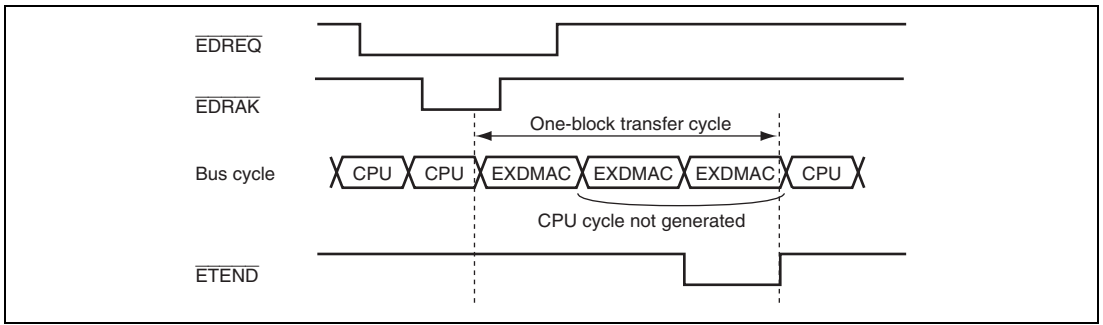 EDREQ
EDRAK
One-block transfer cycle
Bus cycle CPU CPU EXDMAC EXDMAC EXDMAC CPU
CPU cycle not generated
ETEND